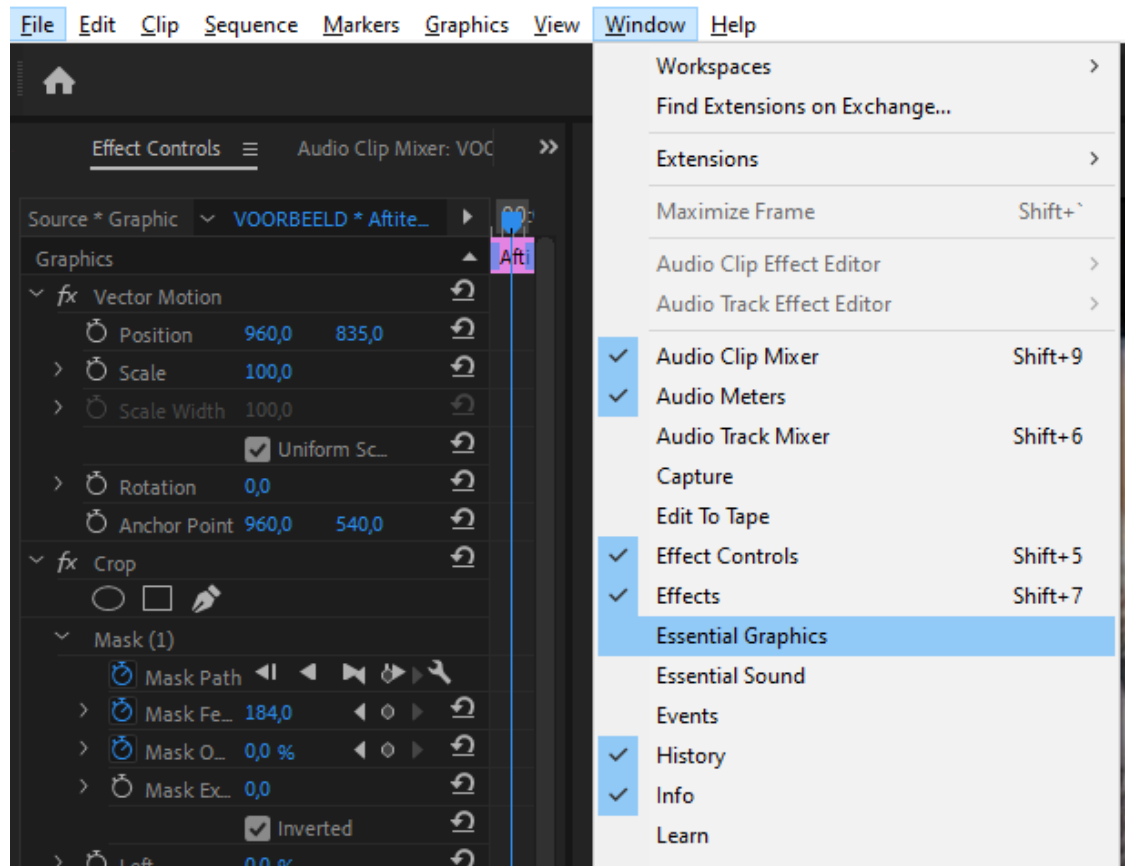 File Edit Clip Sequence Markers Graphics View Window Help
Effect Controls Audio Clip Mixer: VOC
Source * Graphic VOORBEELD * Aftite...
Afti
Graphics
fx Vector Motion
Position 960,0 835,0
Scale 100,0
Scale Width 100,0
Uniform Sc...
Rotation 0,0
Anchor Point 960,0 540,0
fx Crop
Mask (1)
Mask Path
Mask Fe... 184,0
Mask O... 0,0 %
Mask Ex... 0,0
Inverted
Left 0,0 %
Workspaces
Find Extensions on Exchange...
Extensions
Maximize Frame Shift+`
Audio Clip Effect Editor
Audio Track Effect Editor
Audio Clip Mixer Shift+9
Audio Meters
Audio Track Mixer Shift+6
Capture
Edit To Tape
Effect Controls Shift+5
Effects Shift+7
Essential Graphics
Essential Sound
Events
History
Info
Learn